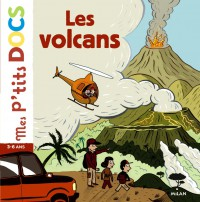 Les
volcans
Mes p'tits DOCS
3-6 ANS
MiLAN